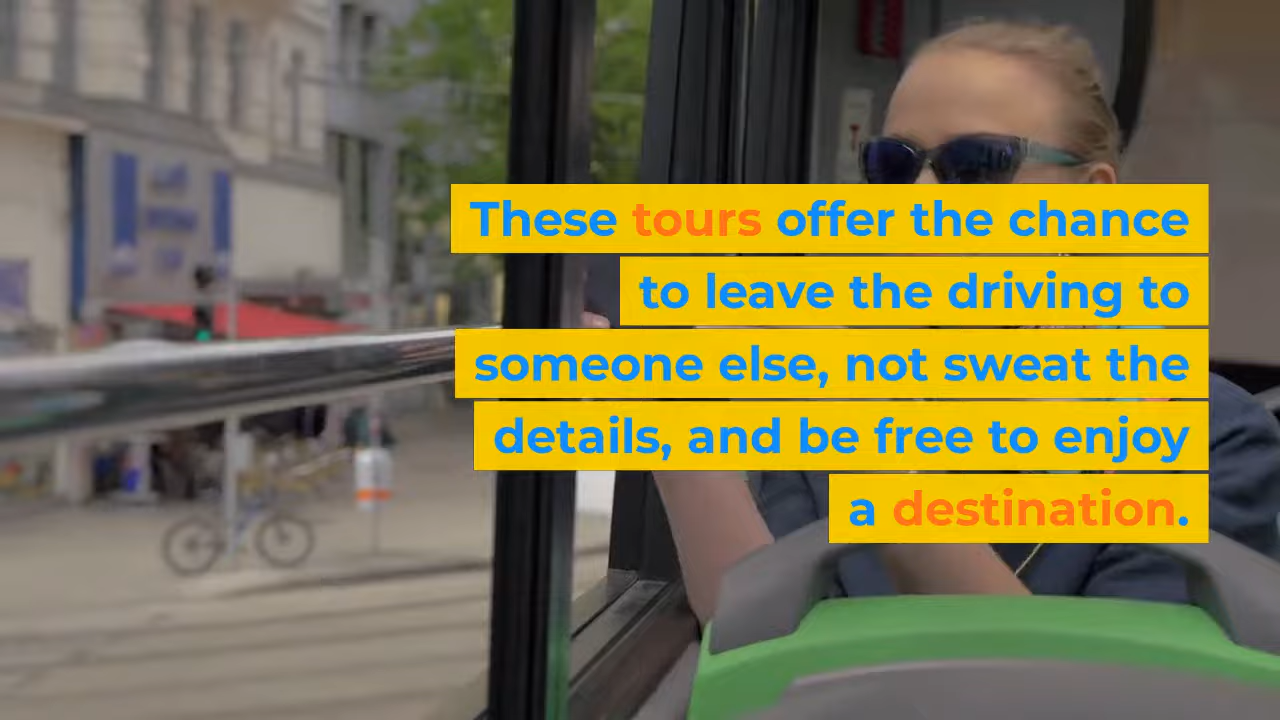 These tours offer the chance
to leave the driving to
someone else, not sweat the
details, and be free to enjoy
a destination.